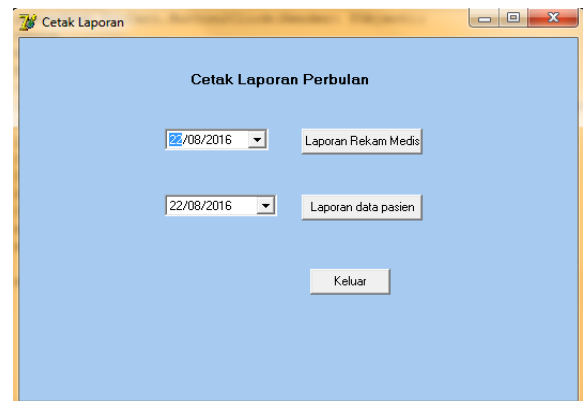 Cetak Laporan
Cetak Laporan Perbulan
22/08/2016 Laporan Rekam Medis
22/08/2016 Laporan data pasien
Keluar